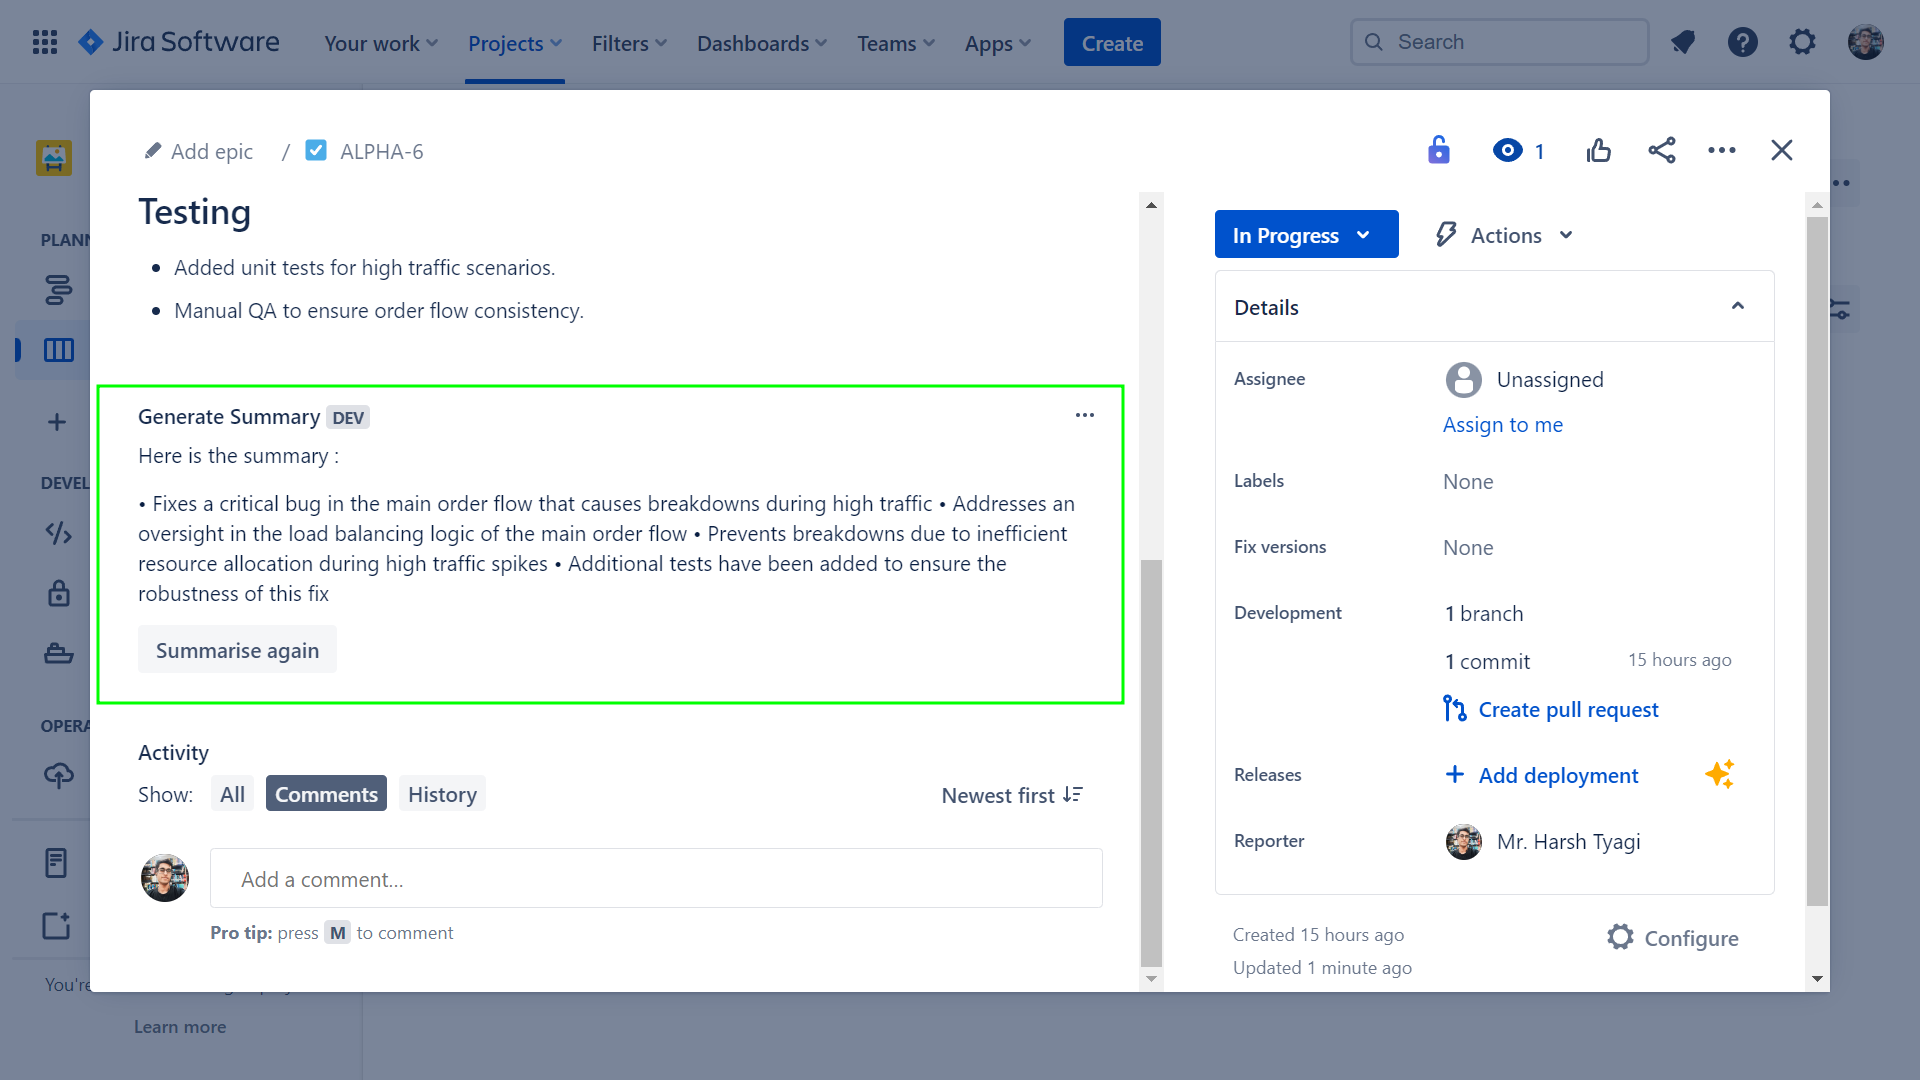 Jira Software
Your work
Projects
Filters
Dashboards
Teams
Apps
Create
Search
Add epic
/
ALPHA-6
1
Testing
• Added unit tests for high traffic scenarios.
• Manual QA to ensure order flow consistency.
Generate Summary DEV
Here is the summary :
• Fixes a critical bug in the main order flow that causes breakdowns during high traffic • Addresses an
oversight in the load balancing logic of the main order flow • Prevents breakdowns due to inefficient
resource allocation during high traffic spikes • Additional tests have been added to ensure the
robustness of this fix
Summarise again
Activity
Show: All Comments History
Newest first
Add a comment...
Pro tip: press M to comment
In Progress
Actions
Details
Assignee
Unassigned
Assign to me
Labels
None
Fix versions
None
Development
1 branch
1 commit
15 hours ago
Create pull request
Releases
+ Add deployment
Reporter
Mr. Harsh Tyagi
Created 15 hours ago
Updated 1 minute ago
Configure
PLANN
DEVEL
OPERA
You're
Learn more